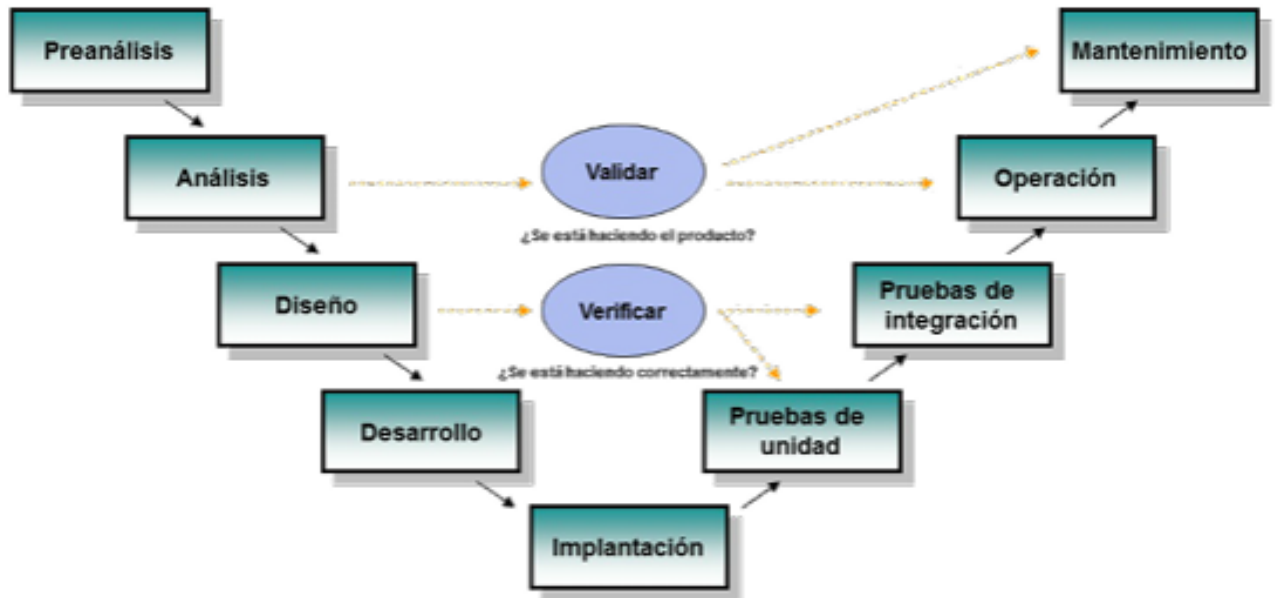 Preanálisis
Mantenimiento
Análisis
Validar
Operación
¿Se está haciendo el producto?
Diseño
Verificar
Pruebas de
integración
¿Se está haciendo correctamente?
Desarrollo
Pruebas de
unidad
Implantación